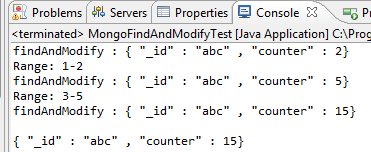 Problems Servers Properties Console Progr
<terminated> MongoFindAndModifyTest [Java Application] C:\Prog
findAndModify : { "_id" : "abc" , "counter" : 2}
Range: 1-2
findAndModify : { "_id" : "abc" , "counter" : 5}
Range: 3-5
findAndModify : { "_id" : "abc" , "counter" : 15}
{ "_id" : "abc" , "counter" : 15}